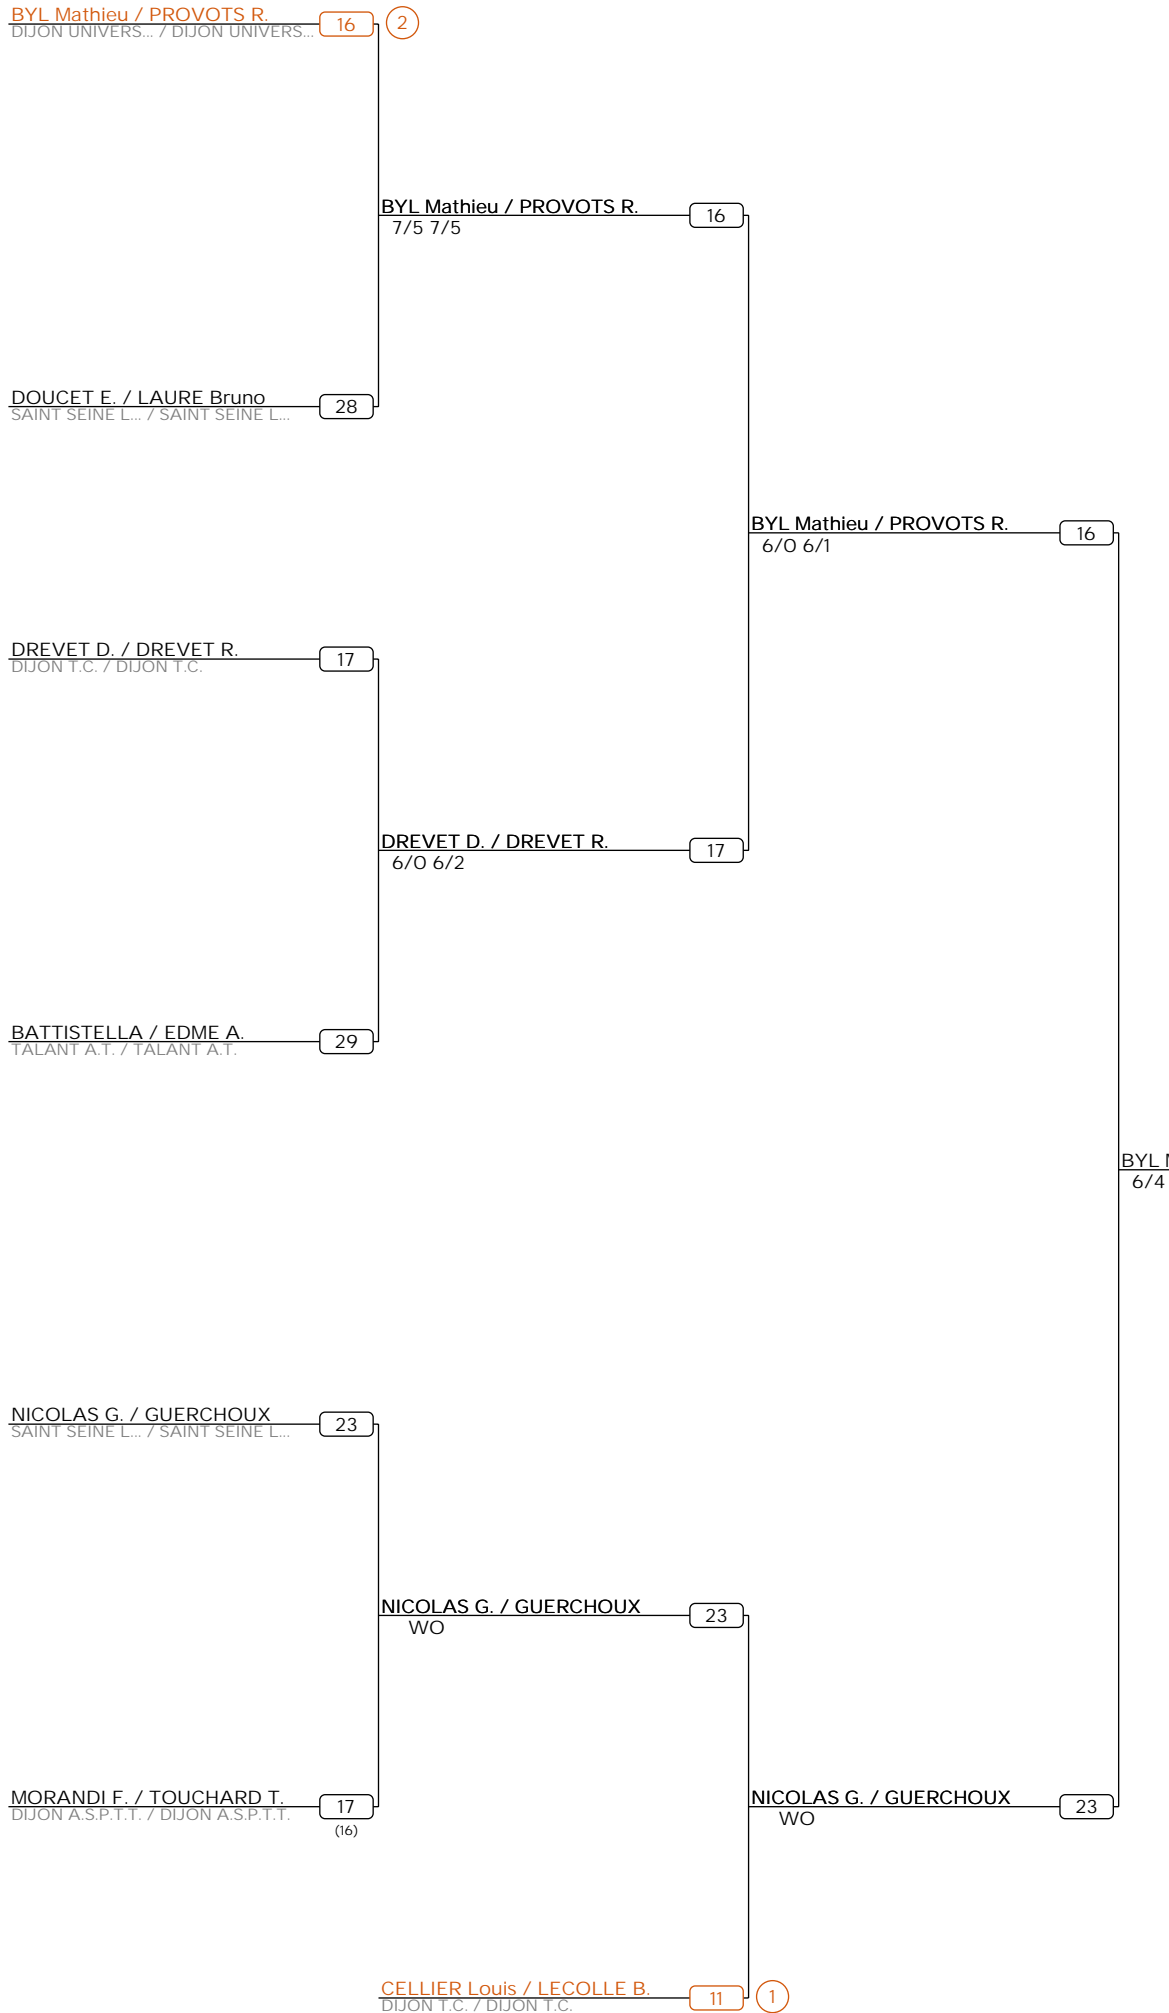 BYL Mathieu / PROVOTS R.
DIJON UNIVERS... / DIJON UNIVERS...
16
2
BYL Mathieu / PROVOTS R.
7/5 7/5
16
DOUCET E. / LAURE Bruno
SAINT SEINE L... / SAINT SEINE L...
28
BYL Mathieu / PROVOTS R.
6/0 6/1
16
DREVET D. / DREVET R.
DIJON T.C. / DIJON T.C.
17
DREVET D. / DREVET R.
6/0 6/2
17
BATTISTELLA / EDME A.
TALANT A.T. / TALANT A.T.
29
BYL
6/4
NICOLAS G. / GUERCHOUX
SAINT SEINE L... / SAINT SEINE L...
23
NICOLAS G. / GUERCHOUX
WO
23
MORANDI F. / TOUCHARD T.
DIJON A.S.P.T.T. / DIJON A.S.P.T.T.
17
(16)
NICOLAS G. / GUERCHOUX
WO
23
CELLIER Louis / LECOLLE B.
DIJON T.C. / DIJON T.C.
11
1